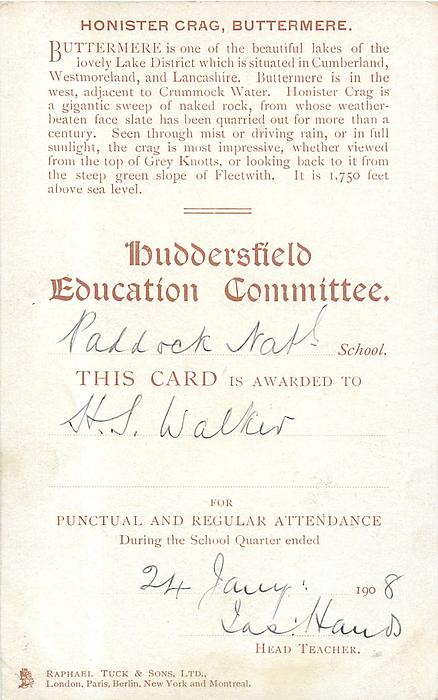 HONISTER CRAG, BUTTERMERE.
BUTTERMERE is one of the beautiful lakes of the
lovely Lake District which is situated in Cumberland,
Westmoreland, and Lancashire. Buttermere is in the
west, adjacent to Crummock Water. Honister Crag is
a gigantic sweep of naked rock, from whose weather-
beaten face slate has been quarried out for more than a
century. Seen through mist or driving rain, or in full
sunlight, the crag is most impressive, whether viewed
from the top of Grey Knotts, or looking back to it from
the steep green slope of Fleetwith. It is 1,750 feet
above sea level.
Huddersfield
Education Committee.
Paddock Natl School.
THIS CARD IS AWARDED TO
H.S. Walker
FOR
PUNCTUAL AND REGULAR ATTENDANCE
During the School Quarter ended
24 Jany: 1908
Jas: Hands
HEAD TEACHER.
RAPHAEL TUCK & SONS, LTD.,
London, Paris, Berlin, New York and Montreal.